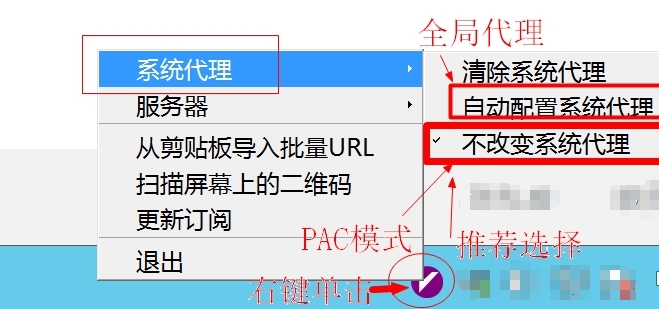 全局代理
系统代理
清除系统代理
服务器
自动配置系统代理
从剪贴板导入批量URL
不改变系统代理
扫描屏幕上的二维码
更新订阅
PAC模式
推荐选择
退出
右键单击